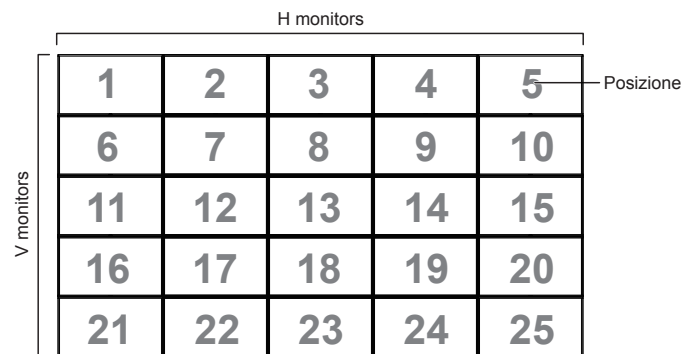 H monitors
1 2 3 4 5 Posizione
6 7 8 9 10
V monitors
11 12 13 14 15
16 17 18 19 20
21 22 23 24 25